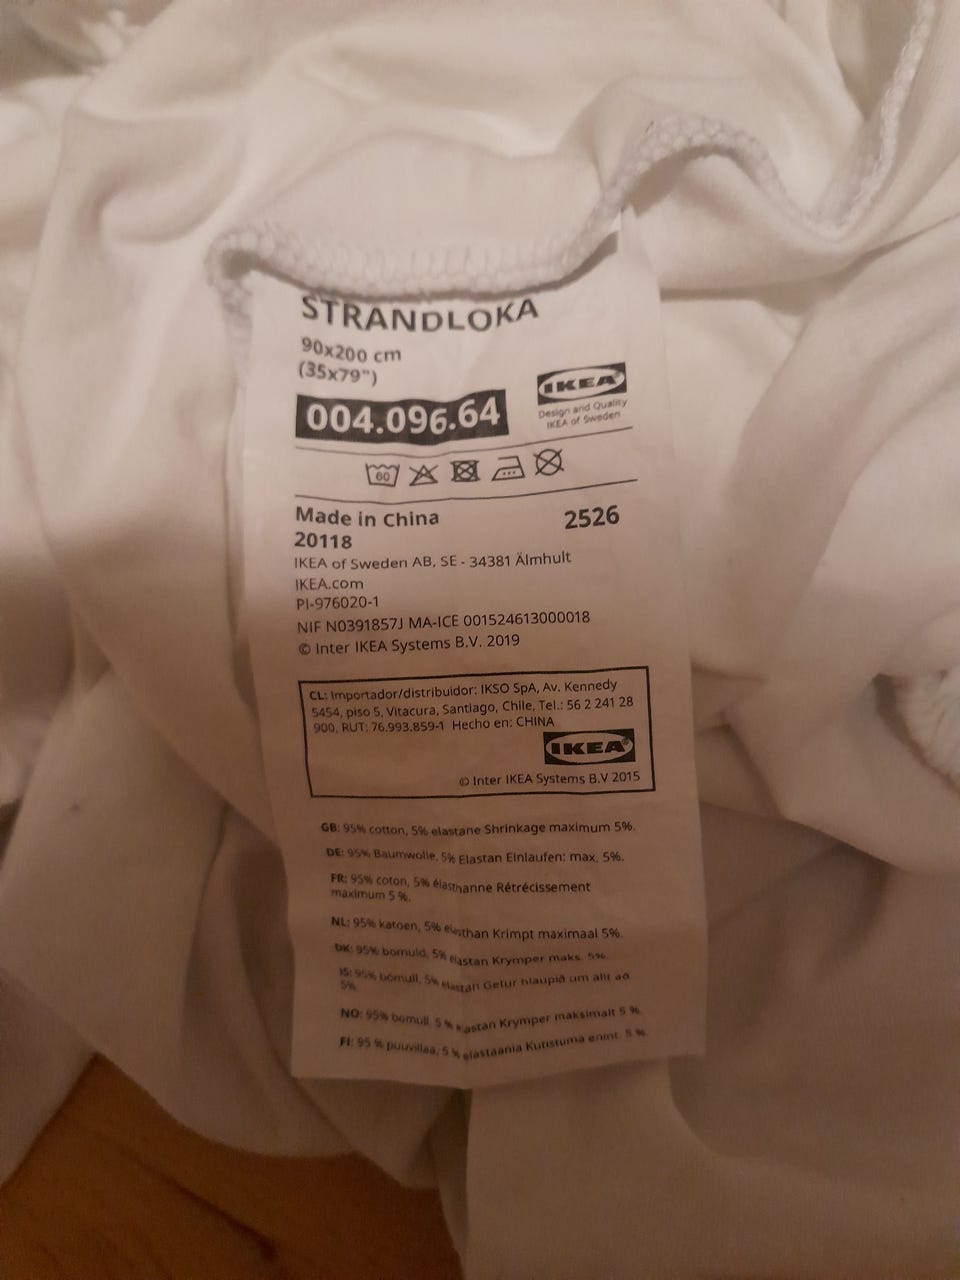 STRANDLOKA
90x200 cm
(35x79")
004.096.64
IKEA
Design and Quality
IKEA of Sweden
60
Made in China
2526
20118
IKEA of Sweden AB, SE - 34381 Älmhult
IKEA.com
PI-976020-1
NIF N0391857J MA-ICE 001524613000018
© Inter IKEA Systems B.V. 2019
CL: Importador/distribuidor: IKSO SpA, Av. Kennedy
5454, piso 5, Vitacura, Santiago, Chile, Tel.: 56 2 241 28
900, RUT: 76.993.859-1 Hecho en: CHINA
IKEA
© Inter IKEA Systems B.V 2015
GB: 95% cotton, 5% elastane Shrinkage maximum 5%.
DE: 95% Baumwolle, 5% Elastan Einlaufen: max. 5%.
FR: 95% coton, 5% élasthanne Rétrécissement
maximum 5 %.
NL: 95% katoen, 5% elasthan Krimpt maximaal 5%.
DK: 95% bomuld, 5% elastan Krymper maks. 5%.
IS: 95% bómull, 5% elastan Getur hlaupið um allt að
5%.
NO: 95% bomull, 5 % elastan Krymper maksimalt 5 %.
FI: 95 % puuvillaa, 5 % elastaania Kutistuma enint. 5 %.